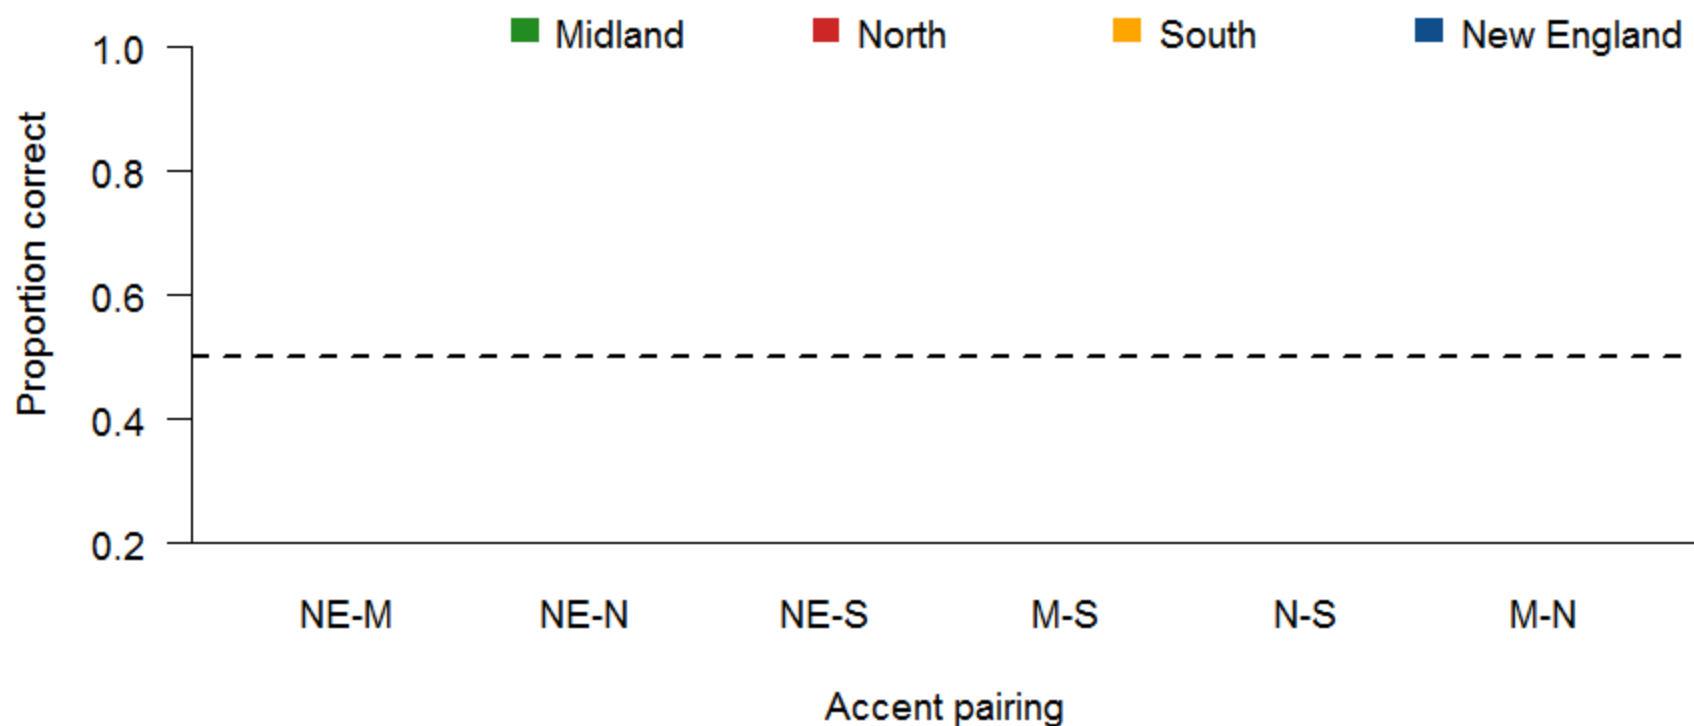 Midland North South New England
1.0
0.8
0.6
0.4
0.2
Proportion correct
NE-M NE-N NE-S M-S N-S M-N
Accent pairing